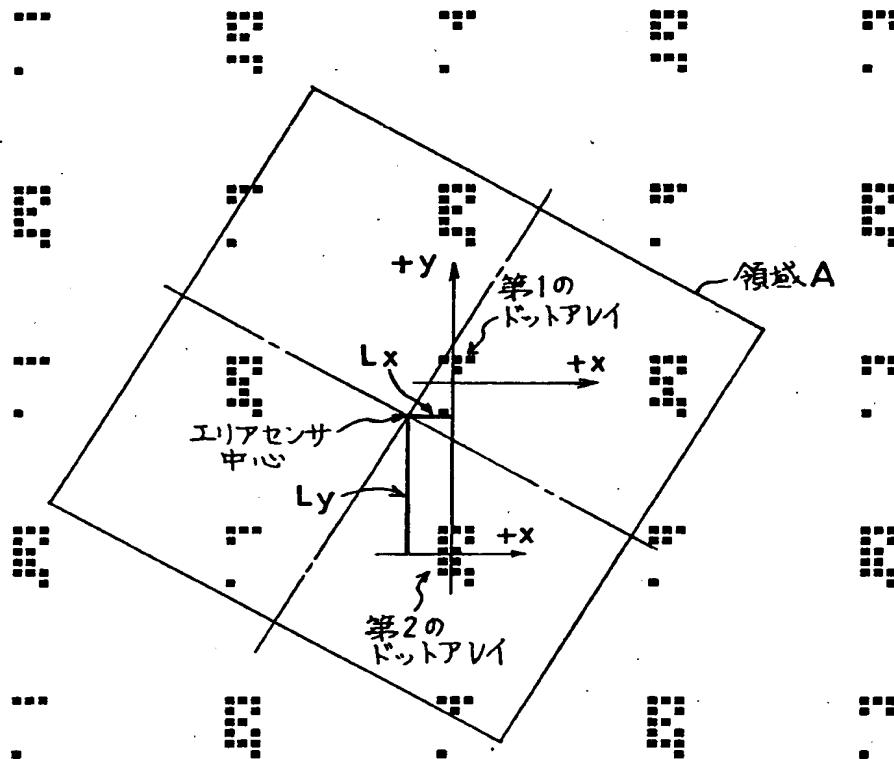 領域A
+y
第1の
ドットアレイ
Lx
+x
エリアセンサ
中心
Ly
+x
第2の
ドットアレイ